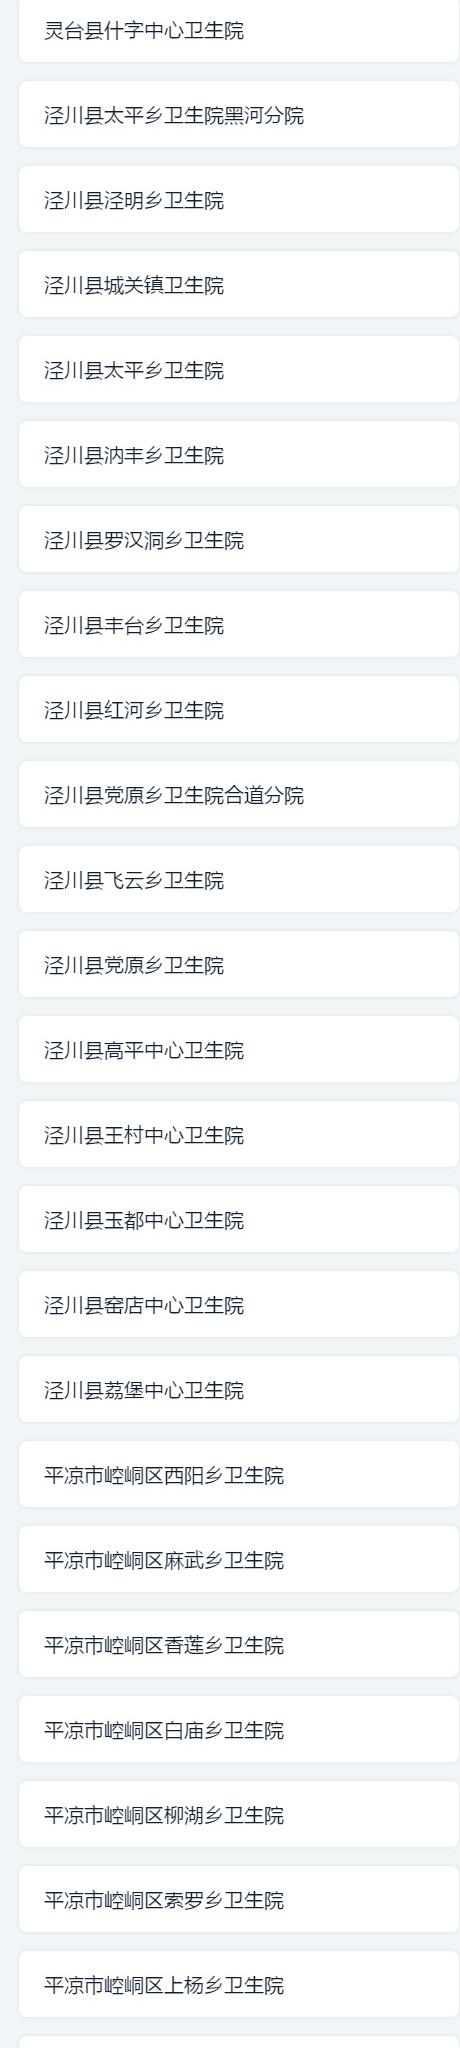 灵台县什字中心卫生院
泾川县太平乡卫生院黑河分院
泾川县泾明乡卫生院
泾川县城关镇卫生院
泾川县太平乡卫生院
泾川县汭丰乡卫生院
泾川县罗汉洞乡卫生院
泾川县丰台乡卫生院
泾川县红河乡卫生院
泾川县党原乡卫生院合道分院
泾川县飞云乡卫生院
泾川县党原乡卫生院
泾川县高平中心卫生院
泾川县王村中心卫生院
泾川县玉都中心卫生院
泾川县窑店中心卫生院
泾川县荔堡中心卫生院
平凉市崆峒区西阳乡卫生院
平凉市崆峒区麻武乡卫生院
平凉市崆峒区香莲乡卫生院
平凉市崆峒区白庙乡卫生院
平凉市崆峒区柳湖乡卫生院
平凉市崆峒区索罗乡卫生院
平凉市崆峒区上杨乡卫生院